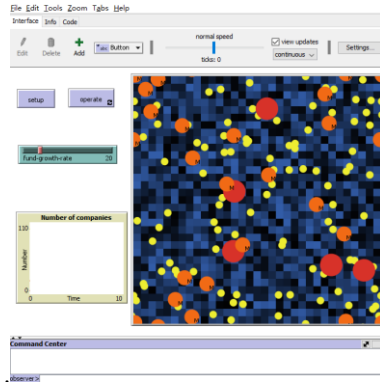 File Edit Tools Zoom Tabs Help
Interface Info Code
Edit Delete Add Button normal speed view updates
ticks: 0 continuous Settings...
setup operate
fund-growth-rate 20
Number of companies
110
Number
0
0 Time 10
M
M
M
M
M
M
M
M
M
M
M
Command Center
observer>